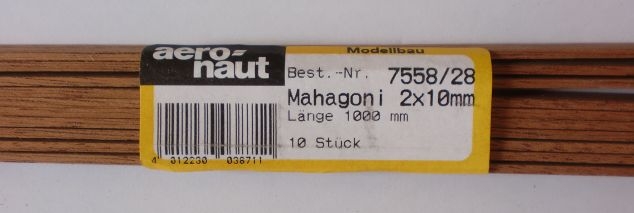 aero-
naut
Modellbau
Best.-Nr. 7558/28
Mahagoni 2x10mm
Länge 1000 mm
10 Stück
4 012230 036711